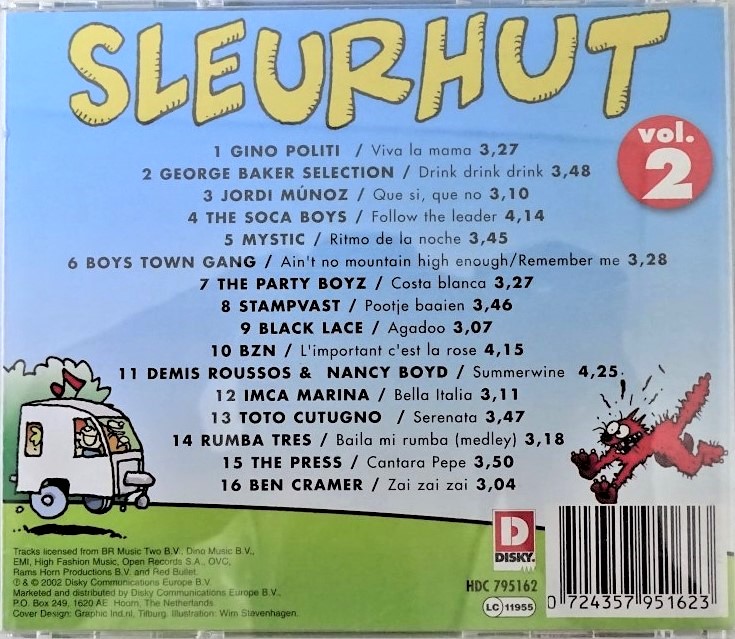 SLEURHUT
vol.
2
1 GINO POLITI / Viva la mama 3,27
2 GEORGE BAKER SELECTION / Drink drink drink 3,48
3 JORDI MÚNOZ / Que si, que no 3,10
4 THE SOCA BOYS / Follow the leader 4,14
5 MYSTIC / Ritmo de la noche 3,45
6 BOYS TOWN GANG / Ain't no mountain high enough/Remember me 3,28
7 THE PARTY BOYZ / Costa blanca 3,27
8 STAMPVAST / Pootje baaien 3,46
9 BLACK LACE / Agadoo 3,07
10 BZN / L'important c'est la rose 4,15
11 DEMIS ROUSSOS & NANCY BOYD / Summerwine 4,25
12 IMCA MARINA / Bella Italia 3,11
13 TOTO CUTUGNO / Serenata 3,47
14 RUMBA TRES / Baila mi rumba (medley) 3,18
15 THE PRESS / Cantara Pepe 3,50
16 BEN CRAMER / Zai zai zai 3,04
Tracks licensed from BR Music Two B.V., Dino Music B.V.,
EMI, High Fashion Music, Open Records S.A., OVC,
Rams Horn Productions B.V. and Red Bullet.
℗ & © 2002 Disky Communications Europe B.V.
Marketed and distributed by Disky Communications Europe B.V.,
P.O. Box 249, 1620 AE Hoorn, The Netherlands.
Cover Design: Graphic Ind.nl, Tilburg. Illustration: Wim Stevenhagen.
D
DISKY.
HDC 795162
LC 11955
0 724357 951623